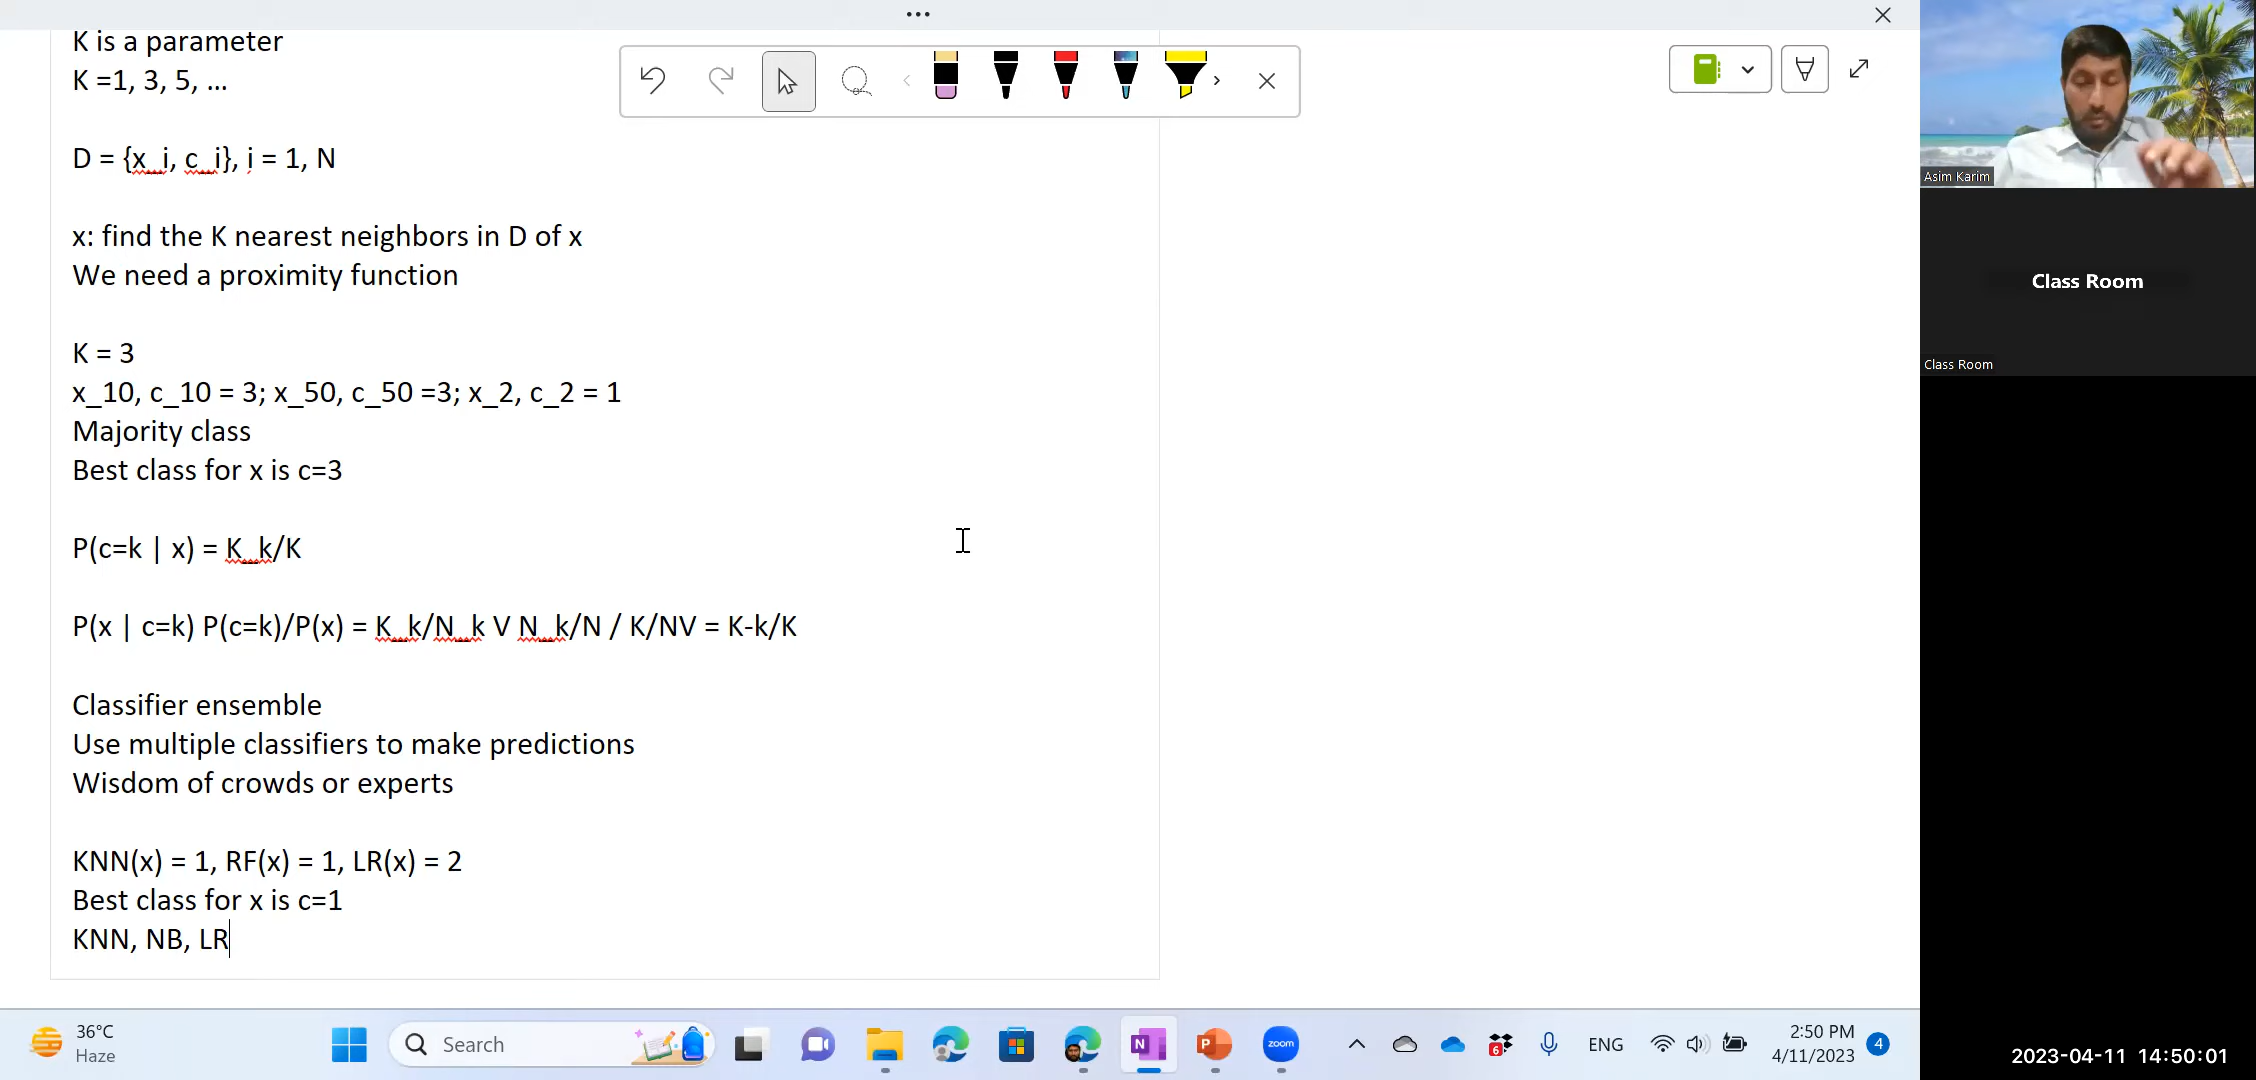 K is a parameter
K =1, 3, 5, ...
D = {x_i, c_i}, i = 1, N
x: find the K nearest neighbors in D of x
We need a proximity function
K = 3
x_10, c_10 = 3; x_50, c_50 =3; x_2, c_2 = 1
Majority class
Best class for x is c=3
P(c=k | x) = K_k/K
P(x | c=k) P(c=k)/P(x) = K_k/N_k V N_k/N / K/NV = K-k/K
Classifier ensemble
Use multiple classifiers to make predictions
Wisdom of crowds or experts
KNN(x) = 1, RF(x) = 1, LR(x) = 2
Best class for x is c=1
KNN, NB, LR
Asim Karim
Class Room
Class Room
36°C
Haze
Search
N
P
zoom
6
ENG
2:50 PM
4/11/2023
4
2023-04-11 14:50:01